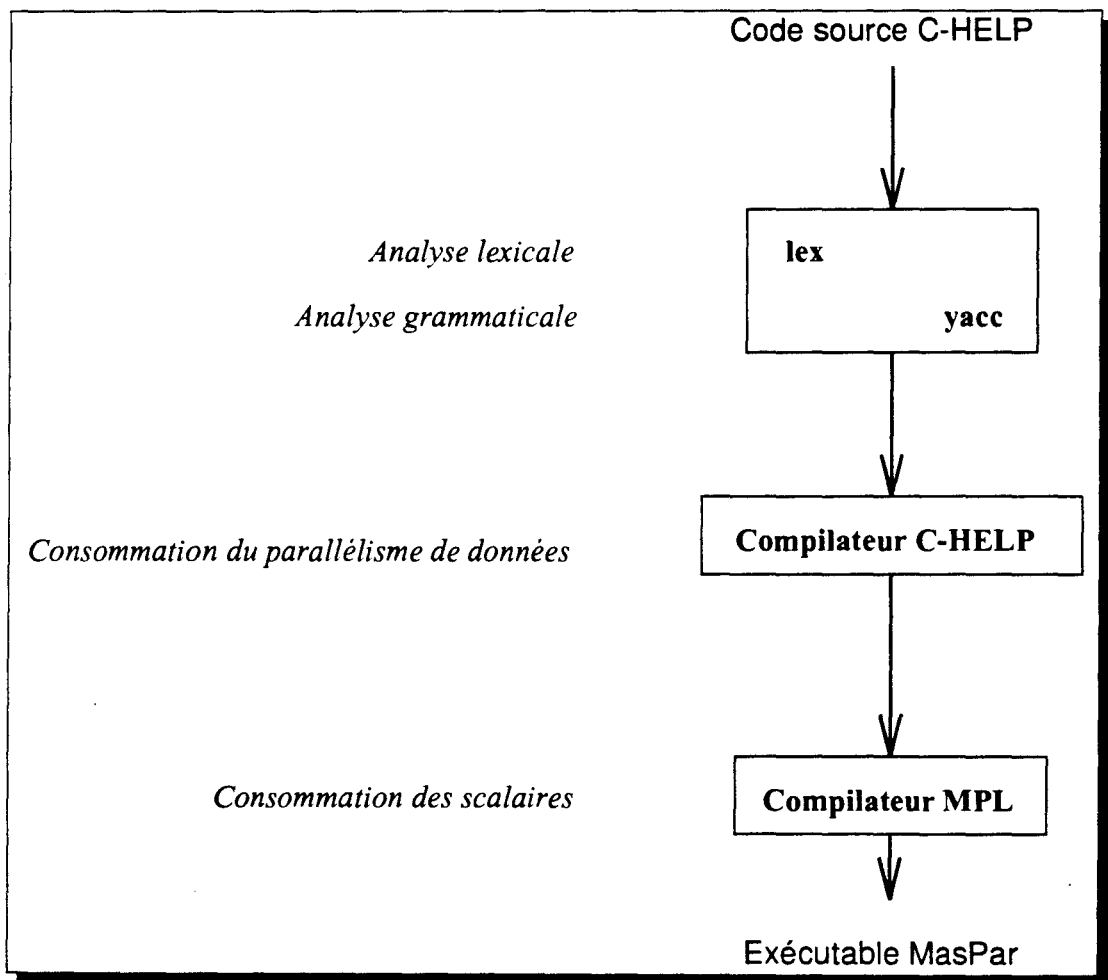 Code source C-HELP
Analyse lexicale
lex
Analyse grammaticale
yacc
Consommation du parallélisme de données
Compilateur C-HELP
Consommation des scalaires
Compilateur MPL
Exécutable MasPar